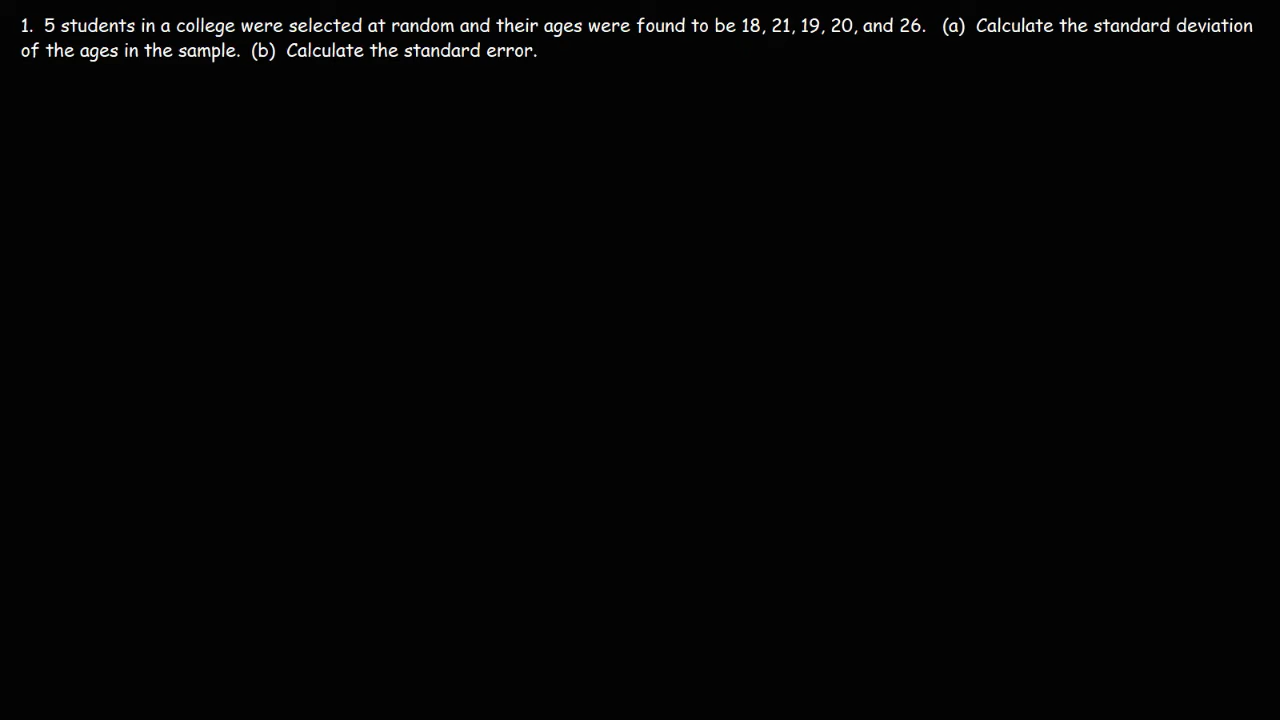 1. 5 students in a college were selected at random and their ages were found to be 18, 21, 19, 20, and 26. (a) Calculate the standard deviation
of the ages in the sample. (b) Calculate the standard error.